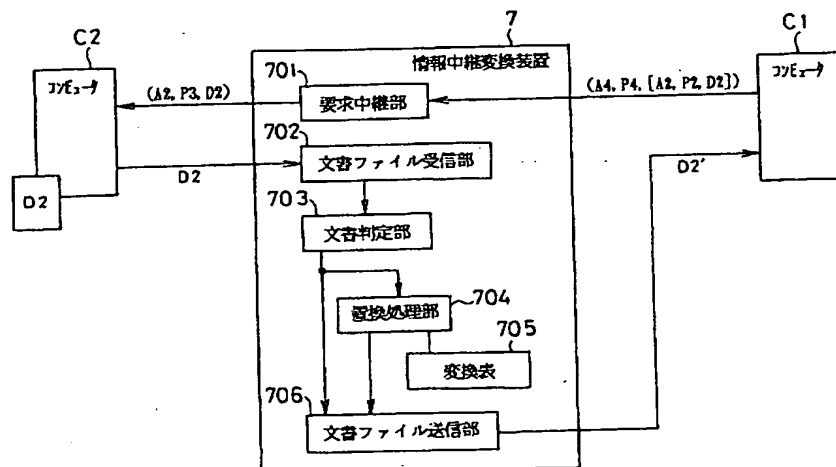 7
C2
C1
情報中継変換装置
701
コンピュータ
コンピュータ
(A2, P3, D2)
(A4, P4, [A2, P2, D2])
要求中継部
702
文書ファイル受信部
D2
D2
D2'
703
文書判定部
704
置換処理部
705
変換表
706
文書ファイル送信部